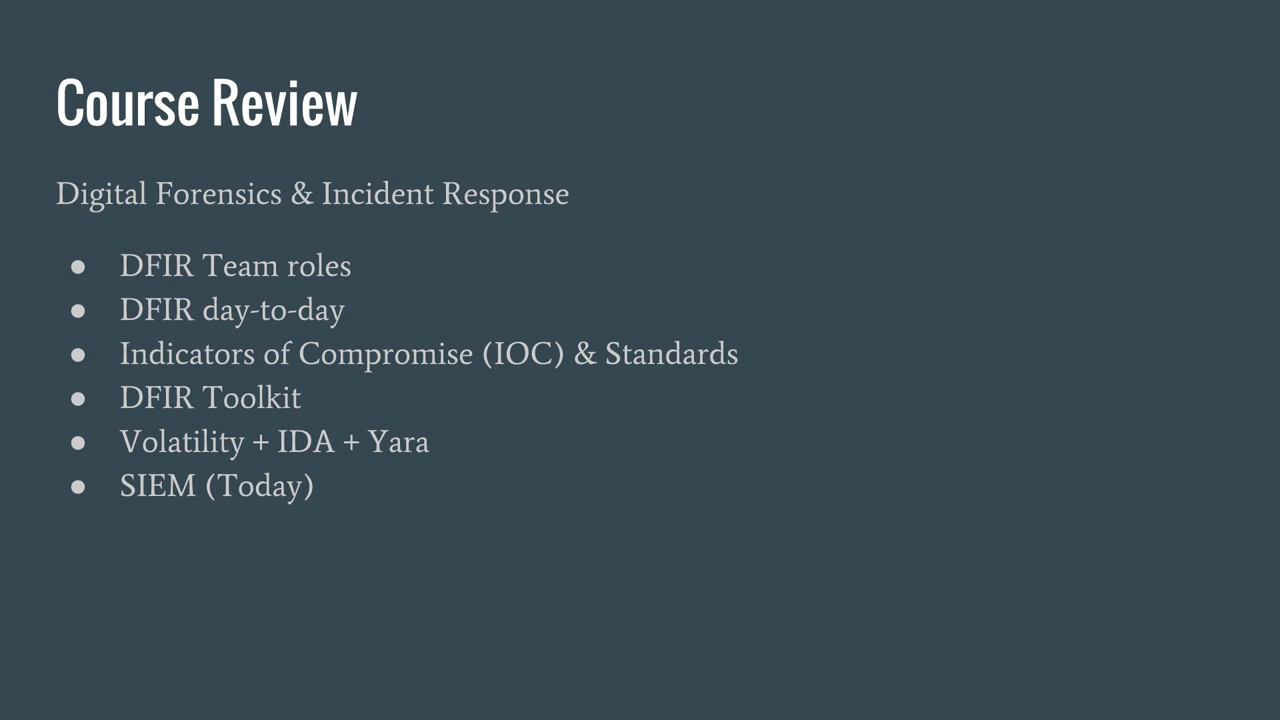 Course Review
Digital Forensics & Incident Response
● DFIR Team roles
● DFIR day-to-day
● Indicators of Compromise (IOC) & Standards
● DFIR Toolkit
● Volatility + IDA + Yara
● SIEM (Today)